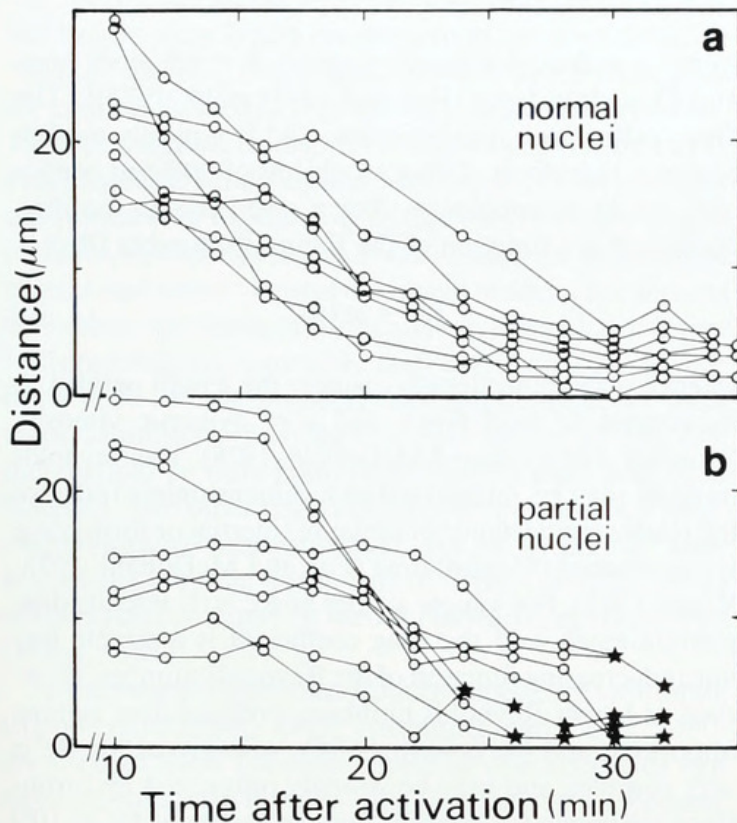 a
normal
nuclei
20
0
Distance (μm)
b
partial
nuclei
20
0
10 20 30
Time after activation (min)